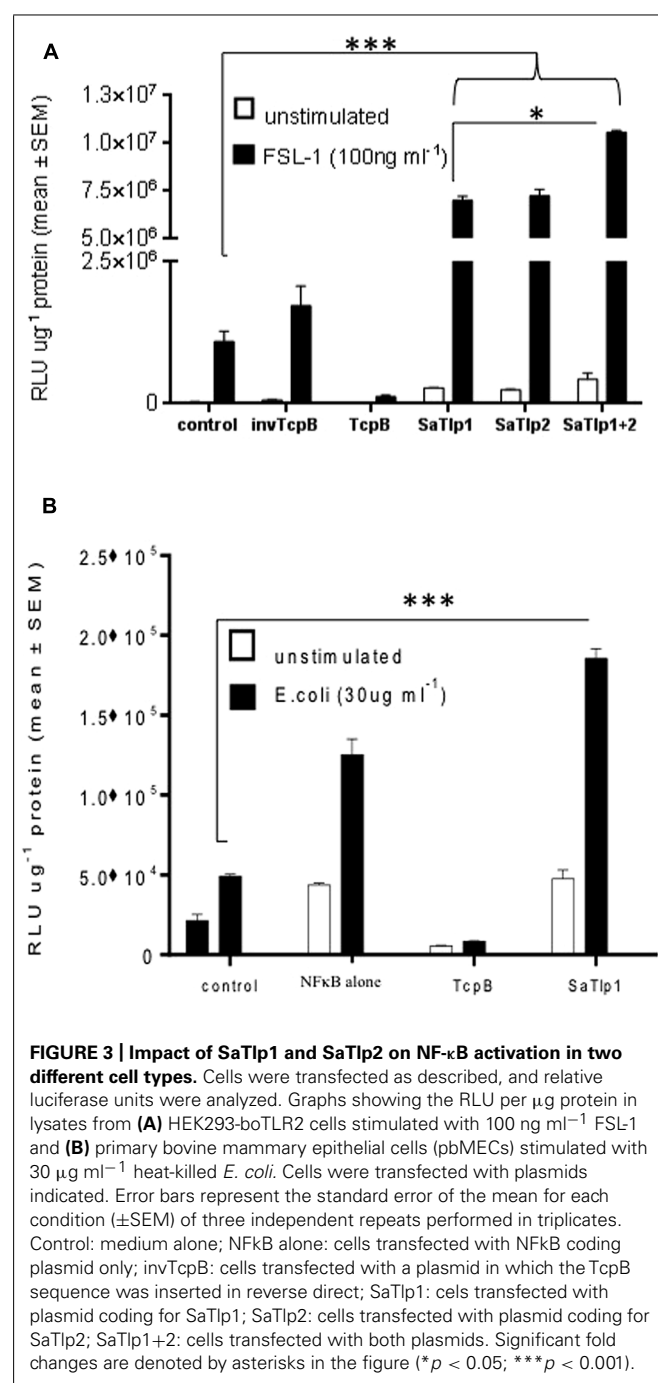 A
***
1.3×10⁷
1.0×10⁷
7.5×10⁶
5.0×10⁶
2.5×10⁶
0
RLU ug⁻¹ protein (mean ±SEM)
unstimulated
FSL-1 (100ng ml⁻¹)
*
control invTcpB TcpB SaTlp1 SaTlp2 SaTlp1+2
B
2.5♦ 10⁵
2.0♦ 10⁵
1.5♦ 10⁵
1.0♦ 10⁵
5.0♦ 10⁴
0
RLU ug⁻¹ protein (mean ± SEM)
***
unstimulated
E.coli (30ug ml⁻¹)
control NFκB alone TcpB SaTlp1
FIGURE 3 | Impact of SaTlp1 and SaTlp2 on NF-κB activation in two
different cell types. Cells were transfected as described, and relative
luciferase units were analyzed. Graphs showing the RLU per μg protein in
lysates from (A) HEK293-boTLR2 cells stimulated with 100 ng ml⁻¹ FSL-1
and (B) primary bovine mammary epithelial cells (pbMECs) stimulated with
30 μg ml⁻¹ heat-killed E. coli. Cells were transfected with plasmids
indicated. Error bars represent the standard error of the mean for each
condition (±SEM) of three independent repeats performed in triplicates.
Control: medium alone; NFkB alone: cells transfected with NFkB coding
plasmid only; invTcpB: cells transfected with a plasmid in which the TcpB
sequence was inserted in reverse direct; SaTlp1: cels transfected with
plasmid coding for SaTlp1; SaTlp2: cells transfected with plasmid coding for
SaTlp2; SaTlp1+2: cells transfected with both plasmids. Significant fold
changes are denoted by asterisks in the figure (*p < 0.05; ***p < 0.001).